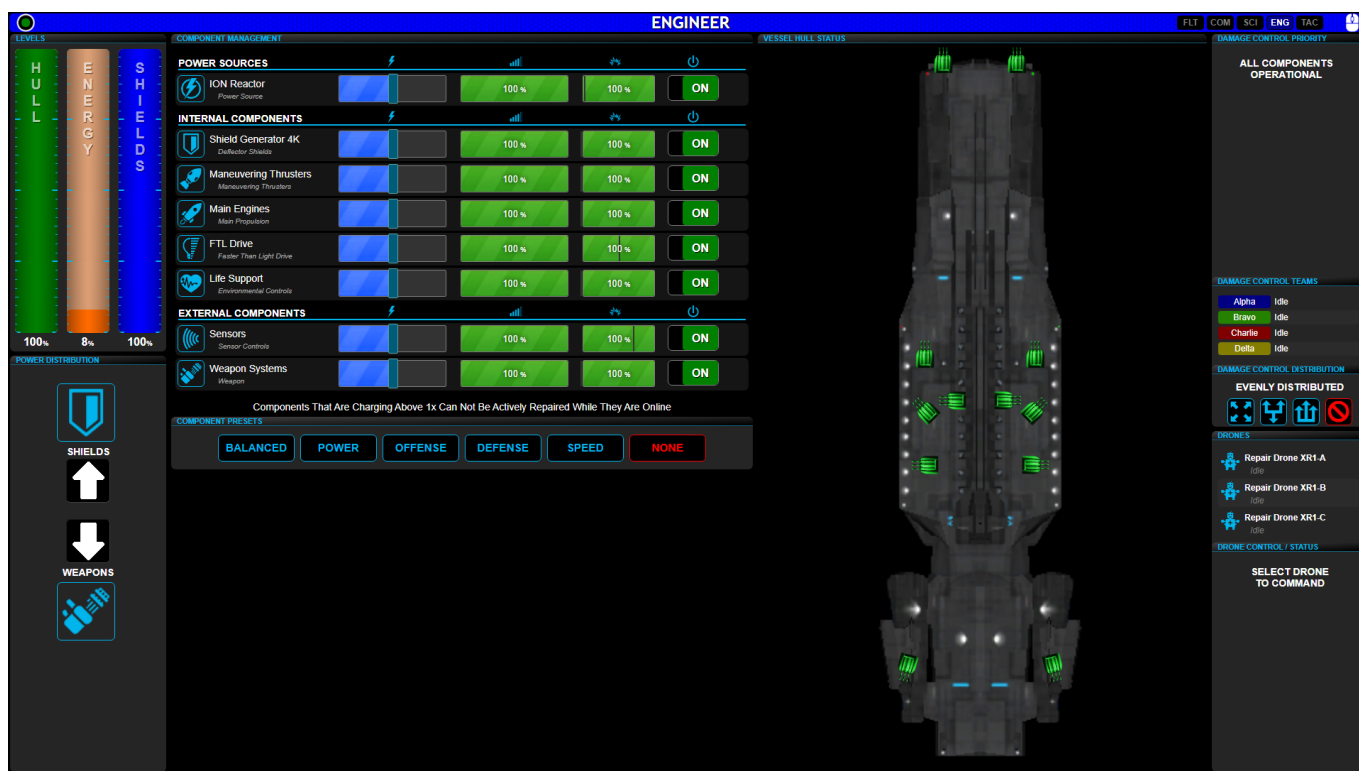 ENGINEER
FLT COM SCI ENG TAC
LEVELS
HULL
ENERGY
SHIELDS
100%
8%
100%
POWER DISTRIBUTION
SHIELDS
WEAPONS
COMPONENT MANAGEMENT
POWER SOURCES
ION Reactor
Power Source
100 %
100 %
ON
INTERNAL COMPONENTS
Shield Generator 4K
Deflector Shields
100 %
100 %
ON
Maneuvering Thrusters
Maneuvering Thrusters
100 %
100 %
ON
Main Engines
Main Propulsion
100 %
100 %
ON
FTL Drive
Faster Than Light Drive
100 %
100 %
ON
Life Support
Environmental Controls
100 %
100 %
ON
EXTERNAL COMPONENTS
Sensors
Sensor Controls
100 %
100 %
ON
Weapon Systems
Weapon
100 %
100 %
ON
Components That Are Charging Above 1x Can Not Be Actively Repaired While They Are Online
COMPONENT PRESETS
BALANCED
POWER
OFFENSE
DEFENSE
SPEED
NONE
VESSEL HULL STATUS
DAMAGE CONTROL PRIORITY
ALL COMPONENTS
OPERATIONAL
DAMAGE CONTROL TEAMS
Alpha Idle
Bravo Idle
Charlie Idle
Delta Idle
DAMAGE CONTROL DISTRIBUTION
EVENLY DISTRIBUTED
DRONES
Repair Drone XR1-A
Idle
Repair Drone XR1-B
Idle
Repair Drone XR1-C
Idle
DRONE CONTROL / STATUS
SELECT DRONE
TO COMMAND